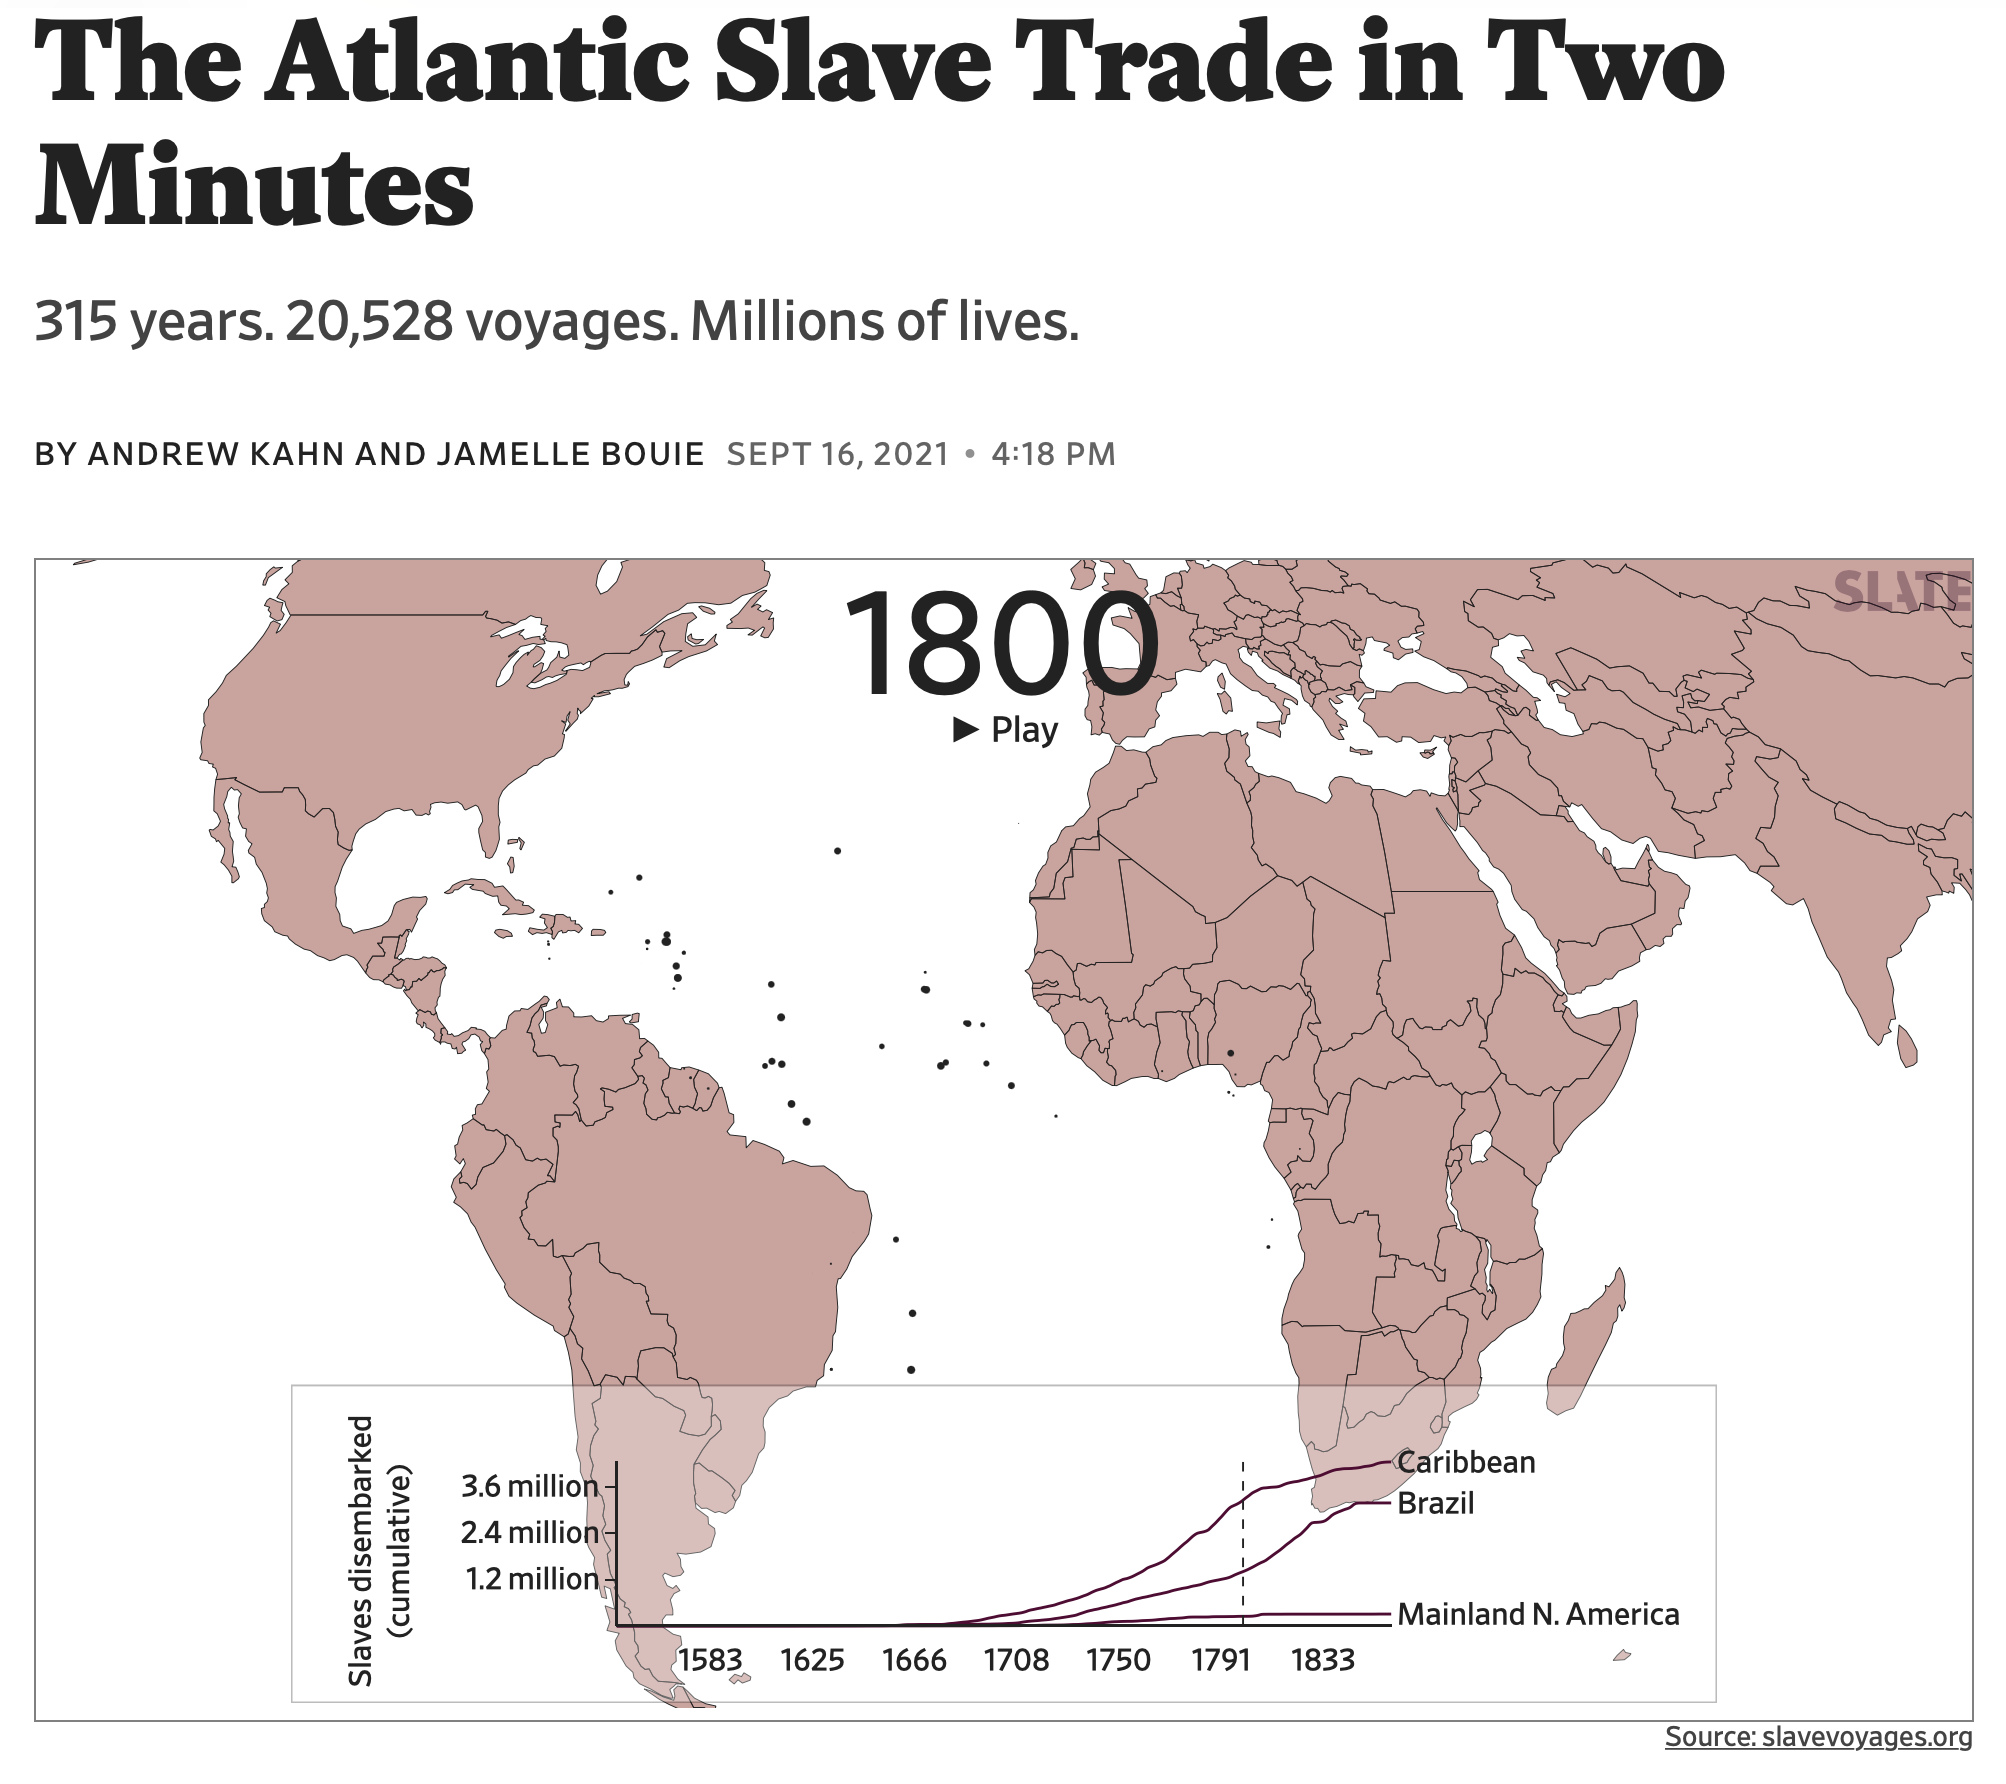 The Atlantic Slave Trade in Two
Minutes
315 years. 20,528 voyages. Millions of lives.
BY ANDREW KAHN AND JAMELLE BOUIE SEPT 16, 2021 • 4:18 PM
SLATE
1800
▶ Play
Slaves disembarked
(cumulative)
3.6 million
2.4 million
1.2 million
Caribbean
Brazil
Mainland N. America
1583 1625 1666 1708 1750 1791 1833
Source: slavevoyages.org